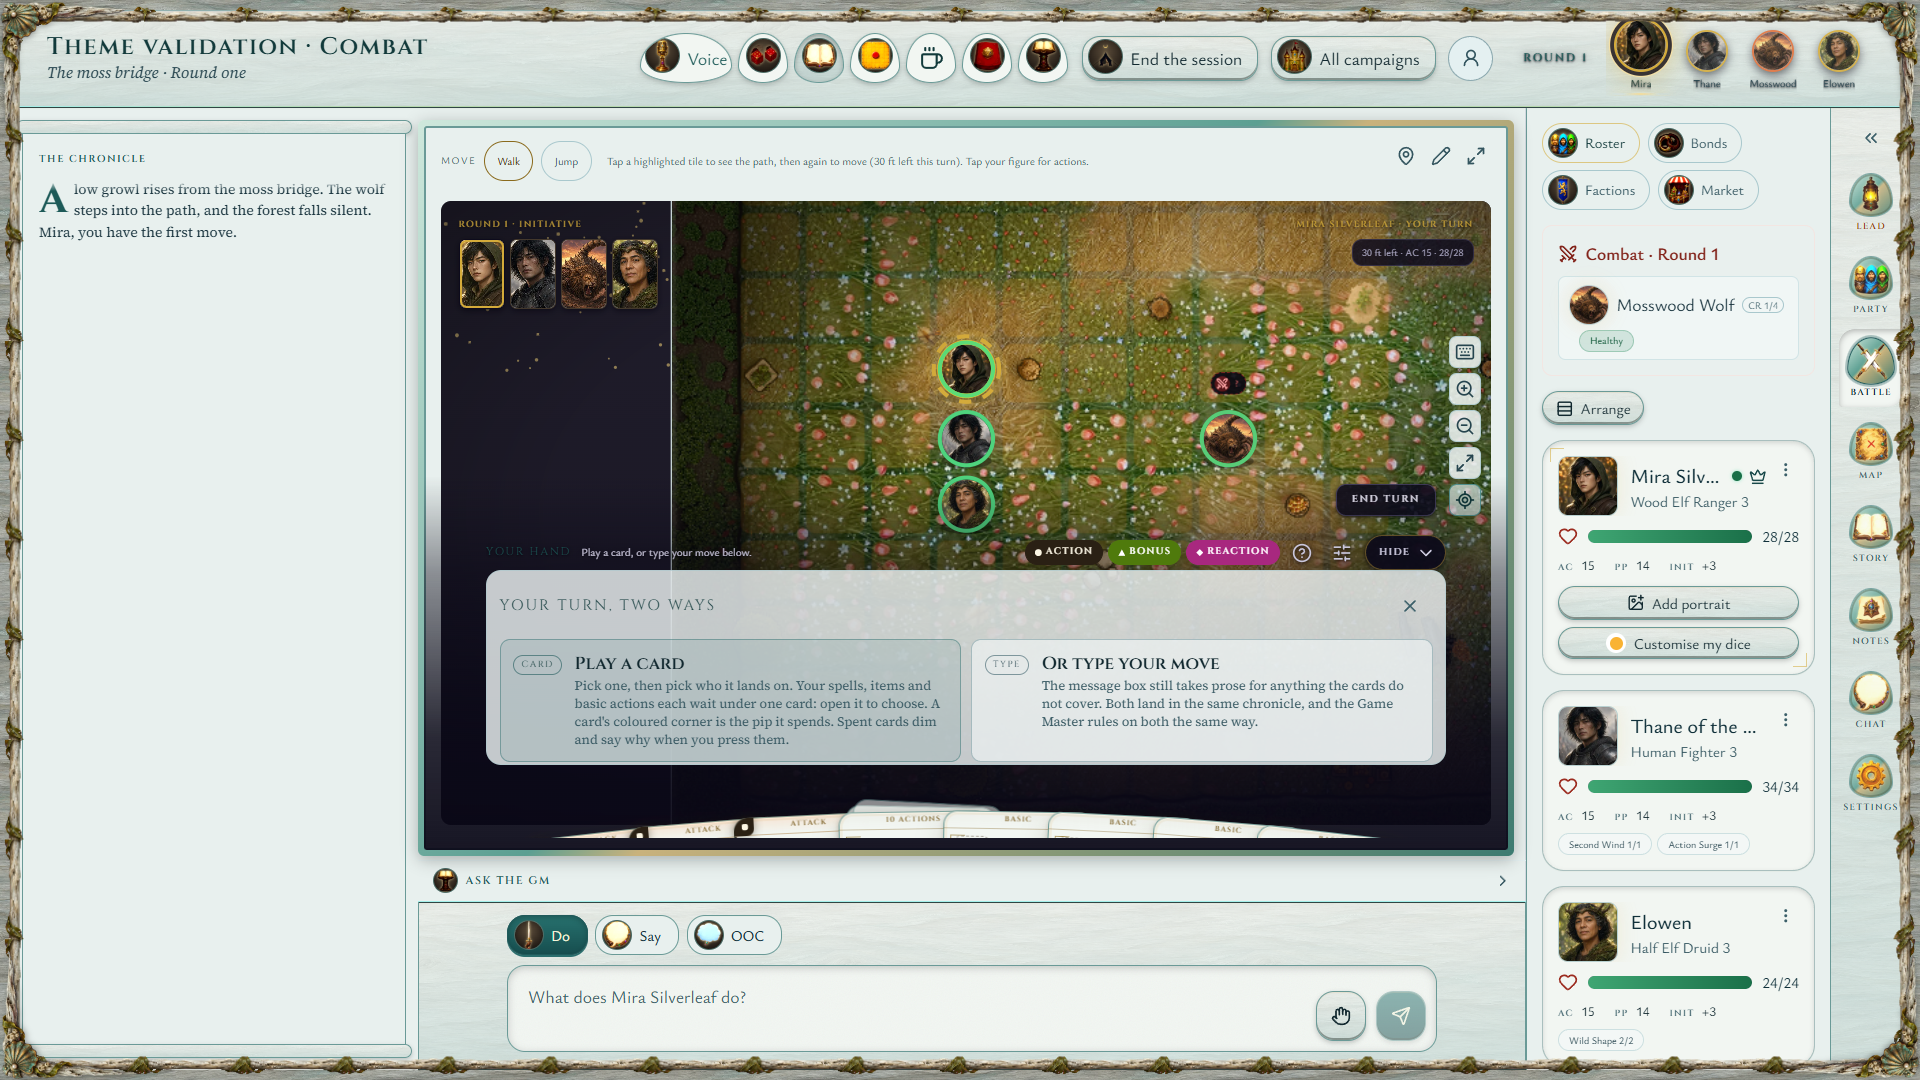 Theme validation · Combat
The moss bridge · Round one
Voice
End the session
All campaigns
ROUND 1
Mira
Thane
Mosswood
Elowen
THE CHRONICLE
A low growl rises from the moss bridge. The wolf
steps into the path, and the forest falls silent.
Mira, you have the first move.
MOVE
Walk
Jump
Tap a highlighted tile to see the path, then again to move (30 ft left this turn). Tap your figure for actions.
ROUND 1 · INITIATIVE
MIRA SILVERLEAF · YOUR TURN
30 ft left · AC 15 · 28/28
END TURN
YOUR HAND
Play a card, or type your move below.
ACTION
BONUS
REACTION
HIDE
YOUR TURN, TWO WAYS
CARD
Play a card
Pick one, then pick who it lands on. Your spells, items and
basic actions each wait under one card: open it to choose. A
card's coloured corner is the pip it spends. Spent cards dim
and say why when you press them.
TYPE
Or type your move
The message box still takes prose for anything the cards do
not cover. Both land in the same chronicle, and the Game
Master rules on both the same way.
ATTACK
ATTACK
10 ACTIONS
BASIC
BASIC
BASIC
ASK THE GM
Do
Say
OOC
What does Mira Silverleaf do?
Roster
Bonds
Factions
Market
Combat · Round 1
Mosswood Wolf
CR 1/4
Healthy
Arrange
Mira Silv...
Wood Elf Ranger 3
28/28
AC 15 PP 14 INIT +3
Add portrait
Customise my dice
Thane of the ...
Human Fighter 3
34/34
AC 15 PP 14 INIT +3
Second Wind 1/1
Action Surge 1/1
Elowen
Half Elf Druid 3
24/24
AC 15 PP 14 INIT +3
Wild Shape 2/2
LEAD
PARTY
BATTLE
MAP
STORY
NOTES
CHAT
SETTINGS